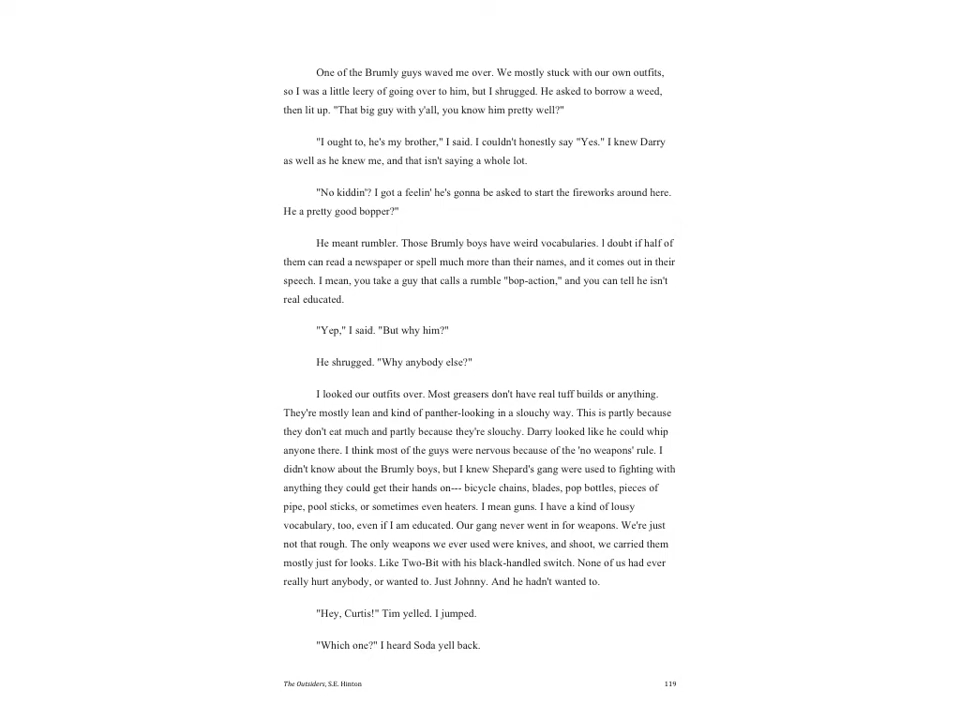 One of the Brumly guys waved me over. We mostly stuck with our own outfits,
so I was a little leery of going over to him, but I shrugged. He asked to borrow a weed,
then lit up. "That big guy with y'all, you know him pretty well?"
"I ought to, he's my brother," I said. I couldn't honestly say "Yes." I knew Darry
as well as he knew me, and that isn't saying a whole lot.
"No kiddin'? I got a feelin' he's gonna be asked to start the fireworks around here.
He a pretty good bopper?"
He meant rumbler. Those Brumly boys have weird vocabularies. I doubt if half of
them can read a newspaper or spell much more than their names, and it comes out in their
speech. I mean, you take a guy that calls a rumble "bop-action," and you can tell he isn't
real educated.
"Yep," I said. "But why him?"
He shrugged. "Why anybody else?"
I looked our outfits over. Most greasers don't have real tuff builds or anything.
They're mostly lean and kind of panther-looking in a slouchy way. This is partly because
they don't eat much and partly because they're slouchy. Darry looked like he could whip
anyone there. I think most of the guys were nervous because of the 'no weapons' rule. I
didn't know about the Brumly boys, but I knew Shepard's gang were used to fighting with
anything they could get their hands on--- bicycle chains, blades, pop bottles, pieces of
pipe, pool sticks, or sometimes even heaters. I mean guns. I have a kind of lousy
vocabulary, too, even if I am educated. Our gang never went in for weapons. We're just
not that rough. The only weapons we ever used were knives, and shoot, we carried them
mostly just for looks. Like Two-Bit with his black-handled switch. None of us had ever
really hurt anybody, or wanted to. Just Johnny. And he hadn't wanted to.
"Hey, Curtis!" Tim yelled. I jumped.
"Which one?" I heard Soda yell back.
The Outsiders, S.E. Hinton 119